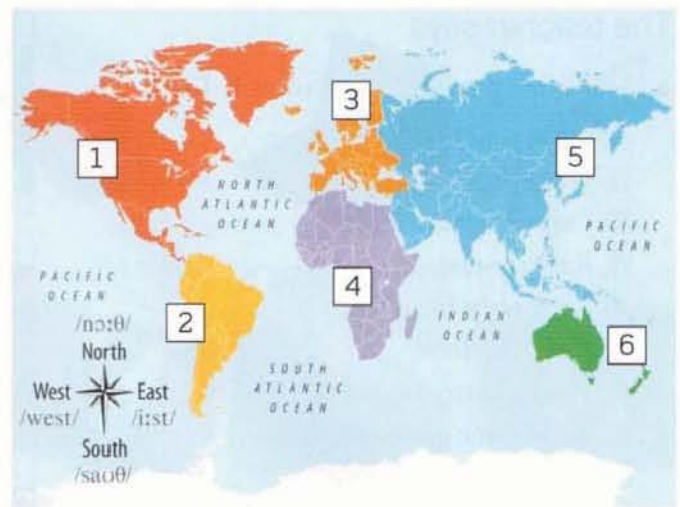 3
1
5
NORTH
ATLANTIC
OCEAN
PACIFIC
OCEAN
4
PACIFIC
OCEAN
2
INDIAN
OCEAN
6
/nɔːθ/
North
West
East
/west/
/iːst/
South
/saʊθ/
SOUTH
ATLANTIC
OCEAN